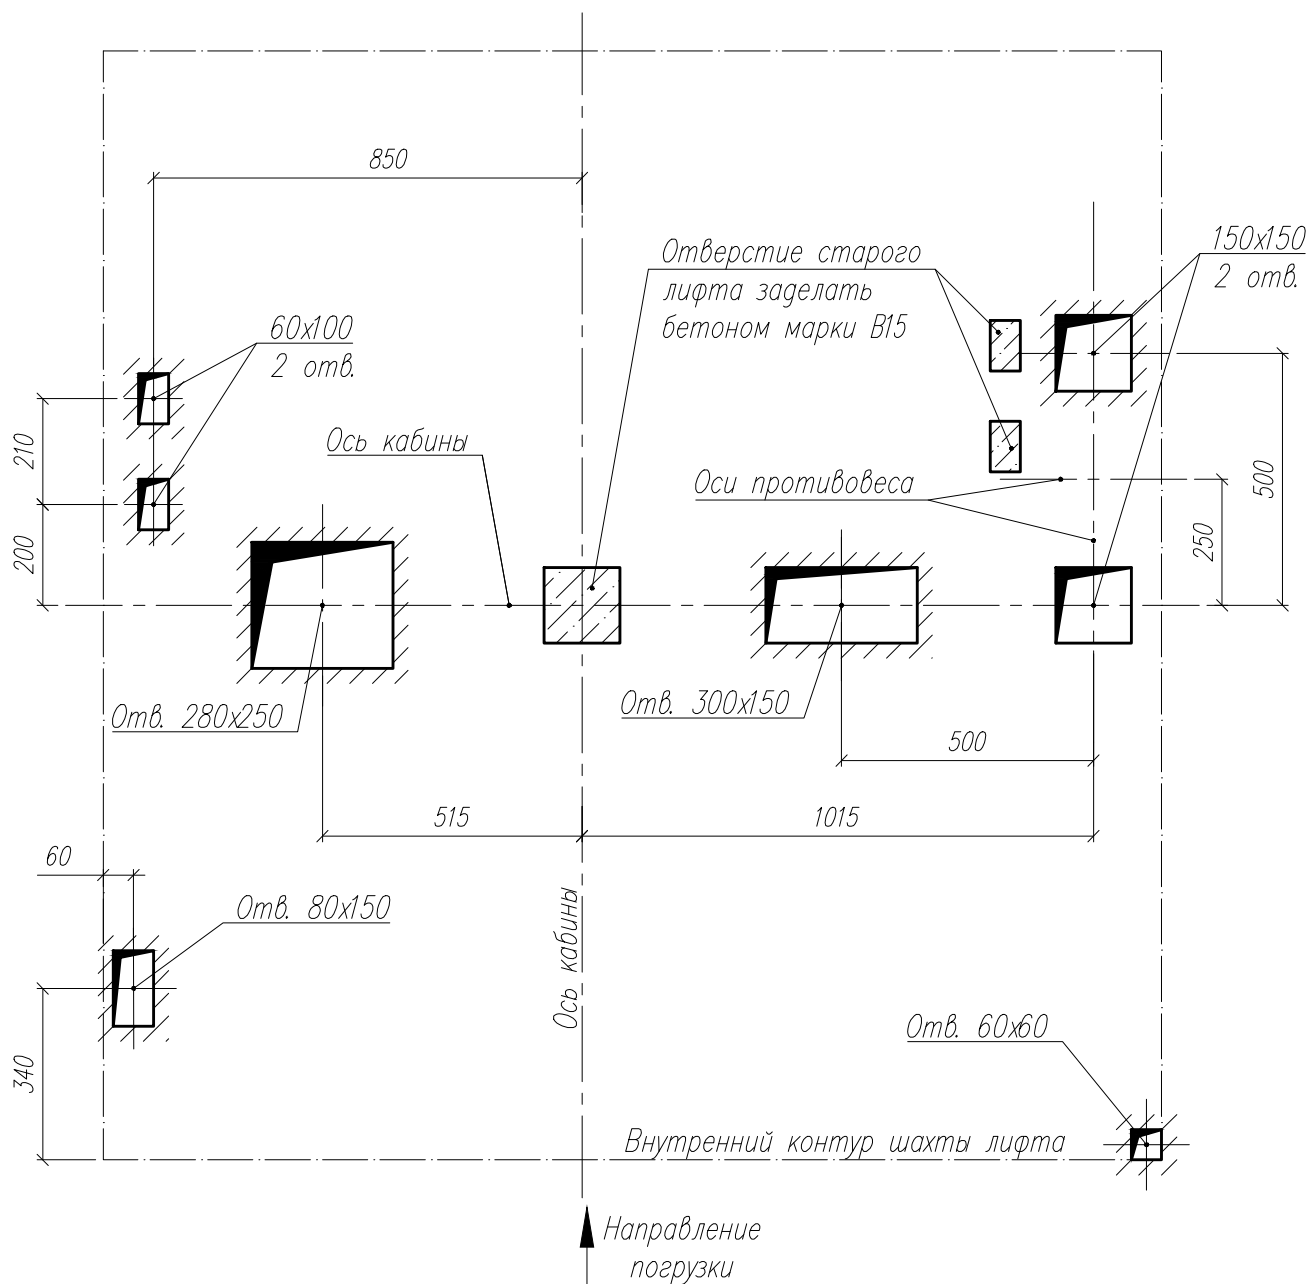 850
Отверстие старого
лифта заделать
бетоном марки В15
150х150
2 отв.
60х100
2 отв.
Ось кабины
Оси противовеса
210
200
500
250
Отв. 280х250
Отв. 300х150
500
515
1015
60
Отв. 80х150
Ось кабины
340
Отв. 60х60
Внутренний контур шахты лифта
Направление
погрузки